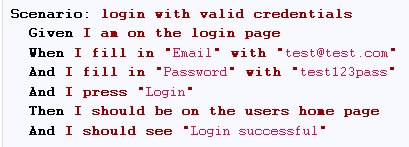 Scenario: login with valid credentials
Given I am on the login page
When I fill in "Email" with "test@test.com"
And I fill in "Password" with "test123pass"
And I press "Login"
Then I should be on the users home page
And I should see "Login successful"